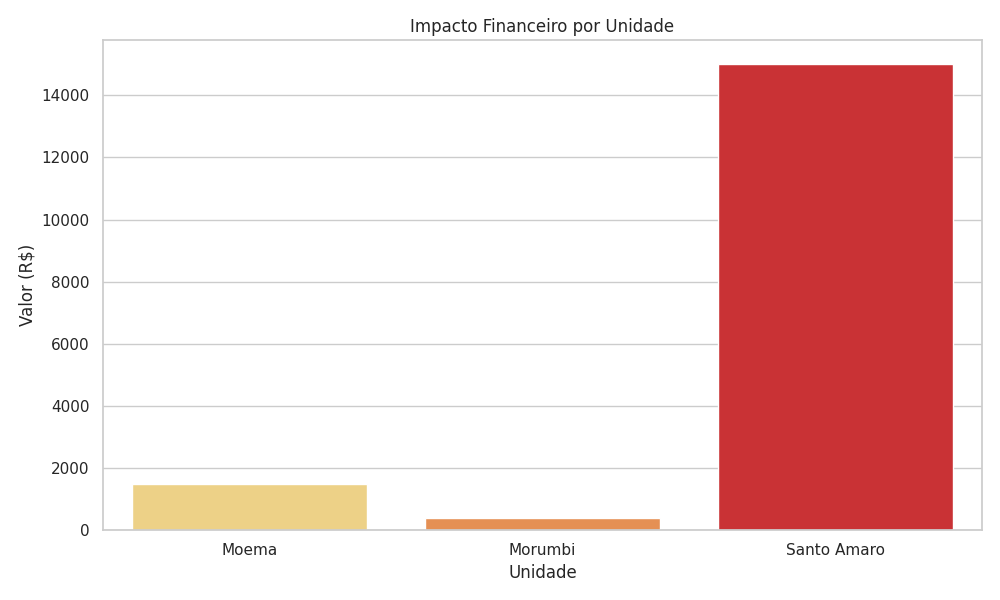 Impacto Financeiro por Unidade
Valor (R$)
14000
12000
10000
8000
6000
4000
2000
0
Moema Morumbi Santo Amaro
Unidade